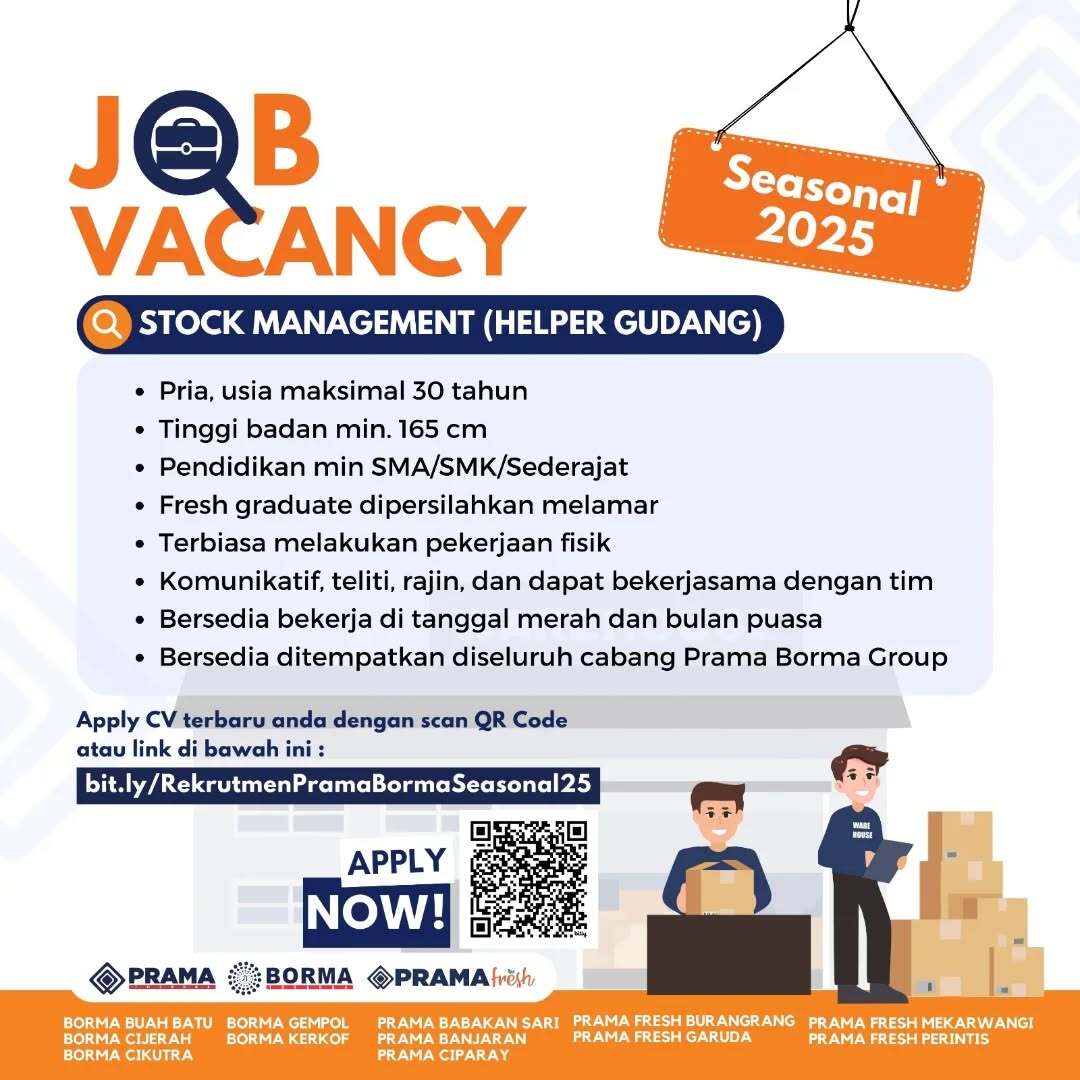 JOB
VACANCY
Seasonal
2025
STOCK MANAGEMENT (HELPER GUDANG)
• Pria, usia maksimal 30 tahun
• Tinggi badan min. 165 cm
• Pendidikan min SMA/SMK/Sederajat
• Fresh graduate dipersilahkan melamar
• Terbiasa melakukan pekerjaan fisik
• Komunikatif, teliti, rajin, dan dapat bekerjasama dengan tim
• Bersedia bekerja di tanggal merah dan bulan puasa
• Bersedia ditempatkan diseluruh cabang Prama Borma Group
Apply CV terbaru anda dengan scan QR Code
atau link di bawah ini :
bit.ly/RekrutmenPramaBormaSeasonal25
APPLY
NOW!
bitly
WARE
HOUSE
PRAMA
BORMA
PRAMA fresh
BORMA BUAH BATU
BORMA CIJERAH
BORMA CIKUTRA
BORMA GEMPOL
BORMA KERKOF
PRAMA BABAKAN SARI
PRAMA BANJARAN
PRAMA CIPARAY
PRAMA FRESH BURANGRANG
PRAMA FRESH GARUDA
PRAMA FRESH MEKARWANGI
PRAMA FRESH PERINTIS